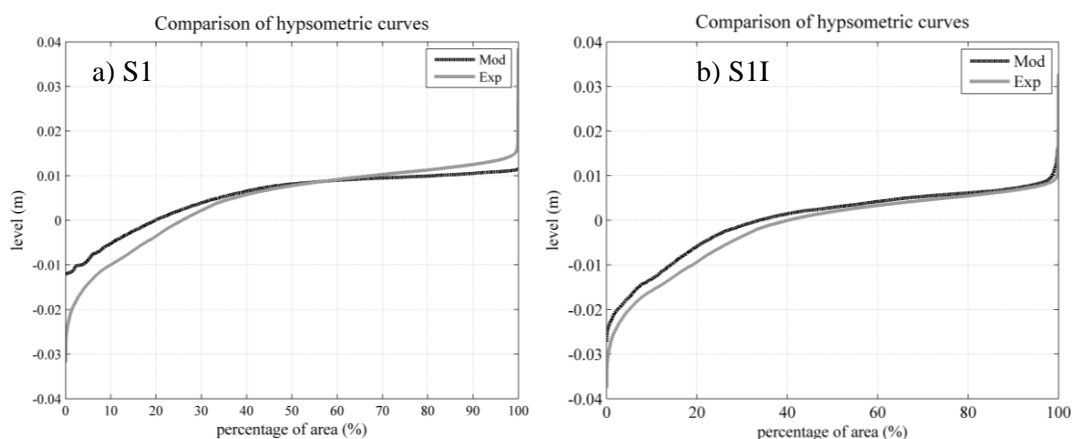 Comparison of hypsometric curves
0.04
0.03
0.02
0.01
0
-0.01
-0.02
-0.03
-0.04
level (m)
a) S1
Mod
Exp
0 10 20 30 40 50 60 70 80 90 100
percentage of area (%)
Comparison of hypsometric curves
0.04
0.03
0.02
0.01
0
-0.01
-0.02
-0.03
-0.04
level (m)
b) S1I
Mod
Exp
0 20 40 60 80 100
percentage of area (%)